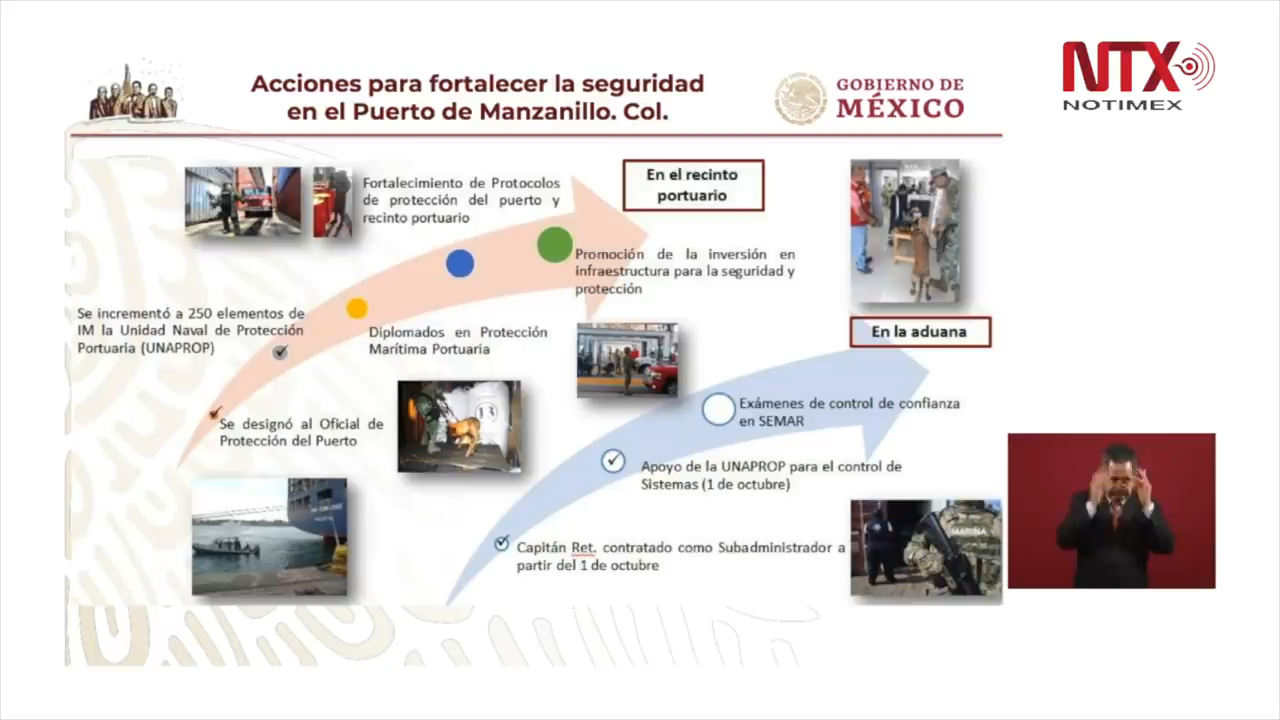 Acciones para fortalecer la seguridad
en el Puerto de Manzanillo. Col.
GOBIERNO DE
MÉXICO
NTX
NOTIMEX
En el recinto
portuario
Fortalecimiento de Protocolos
de protección del puerto y
recinto portuario
Promoción de la inversión en
infraestructura para la seguridad y
protección
Se incrementó a 250 elementos de
IM la Unidad Naval de Protección
Portuaria (UNAPROP)
Diplomados en Protección
Marítima Portuaria
Se designó al Oficial de
Protección del Puerto
13
En la aduana
Exámenes de control de confianza
en SEMAR
Apoyo de la UNAPROP para el control de
Sistemas (1 de octubre)
Capitán Ret. contratado como Subadministrador a
partir del 1 de octubre
MARINA